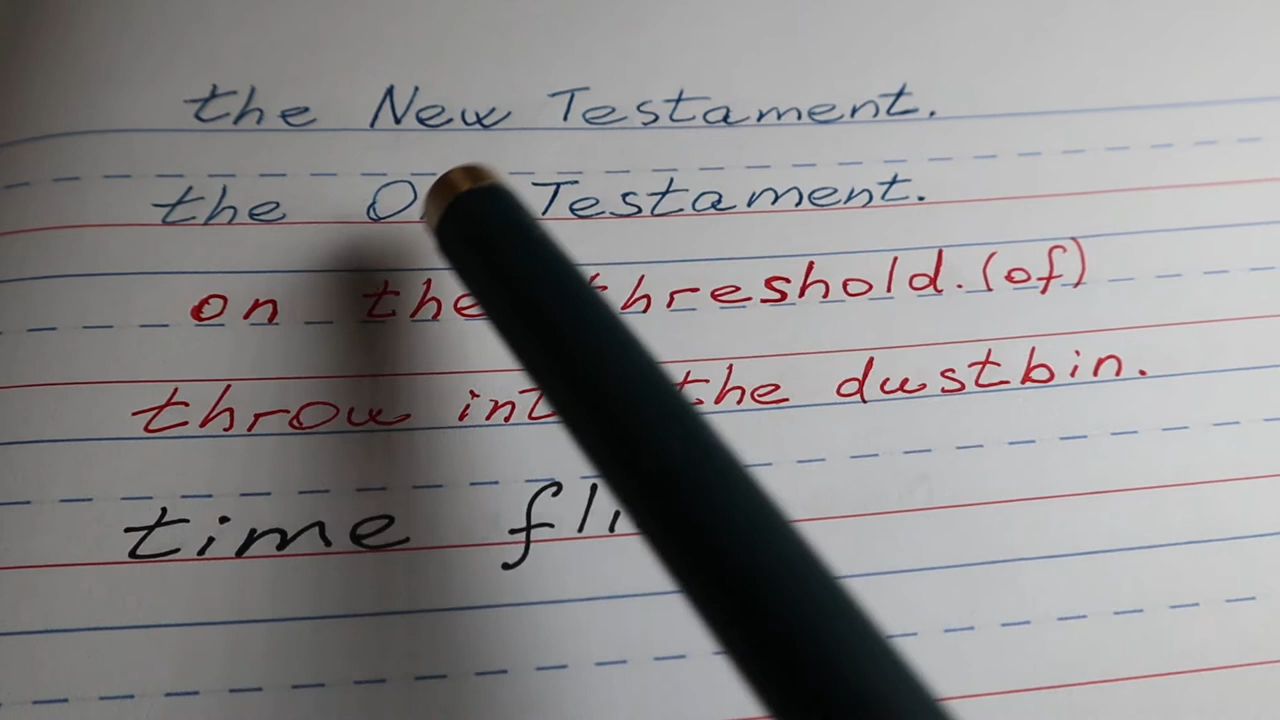 the New Testament.
the Testament.
on the threshold. (of)
throw the dustbin.
time